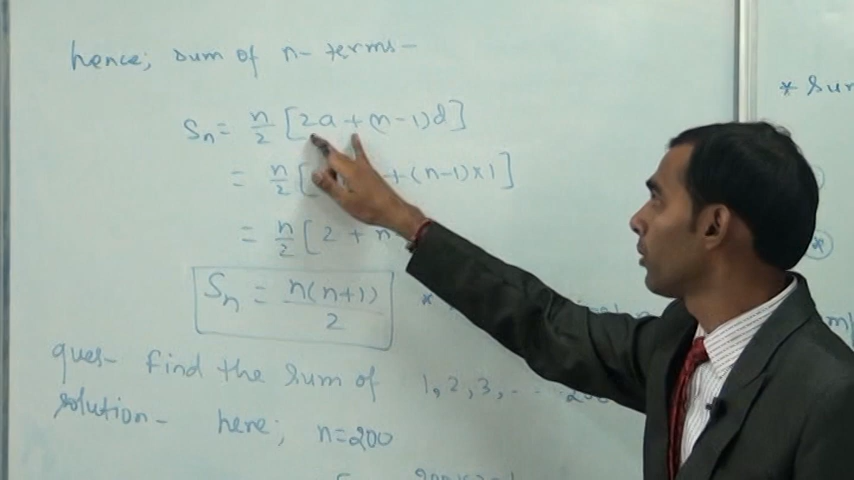 hence; sum of n- terms-
* Sum
Sn = n/2 [2a + (n-1)d]
= n/2 [ + (n-1)×1]
= n/2 [2 + n
Sn = n(n+1)/2 *
ques- find the sum of 1, 2, 3, - - -
solution- here; n=200